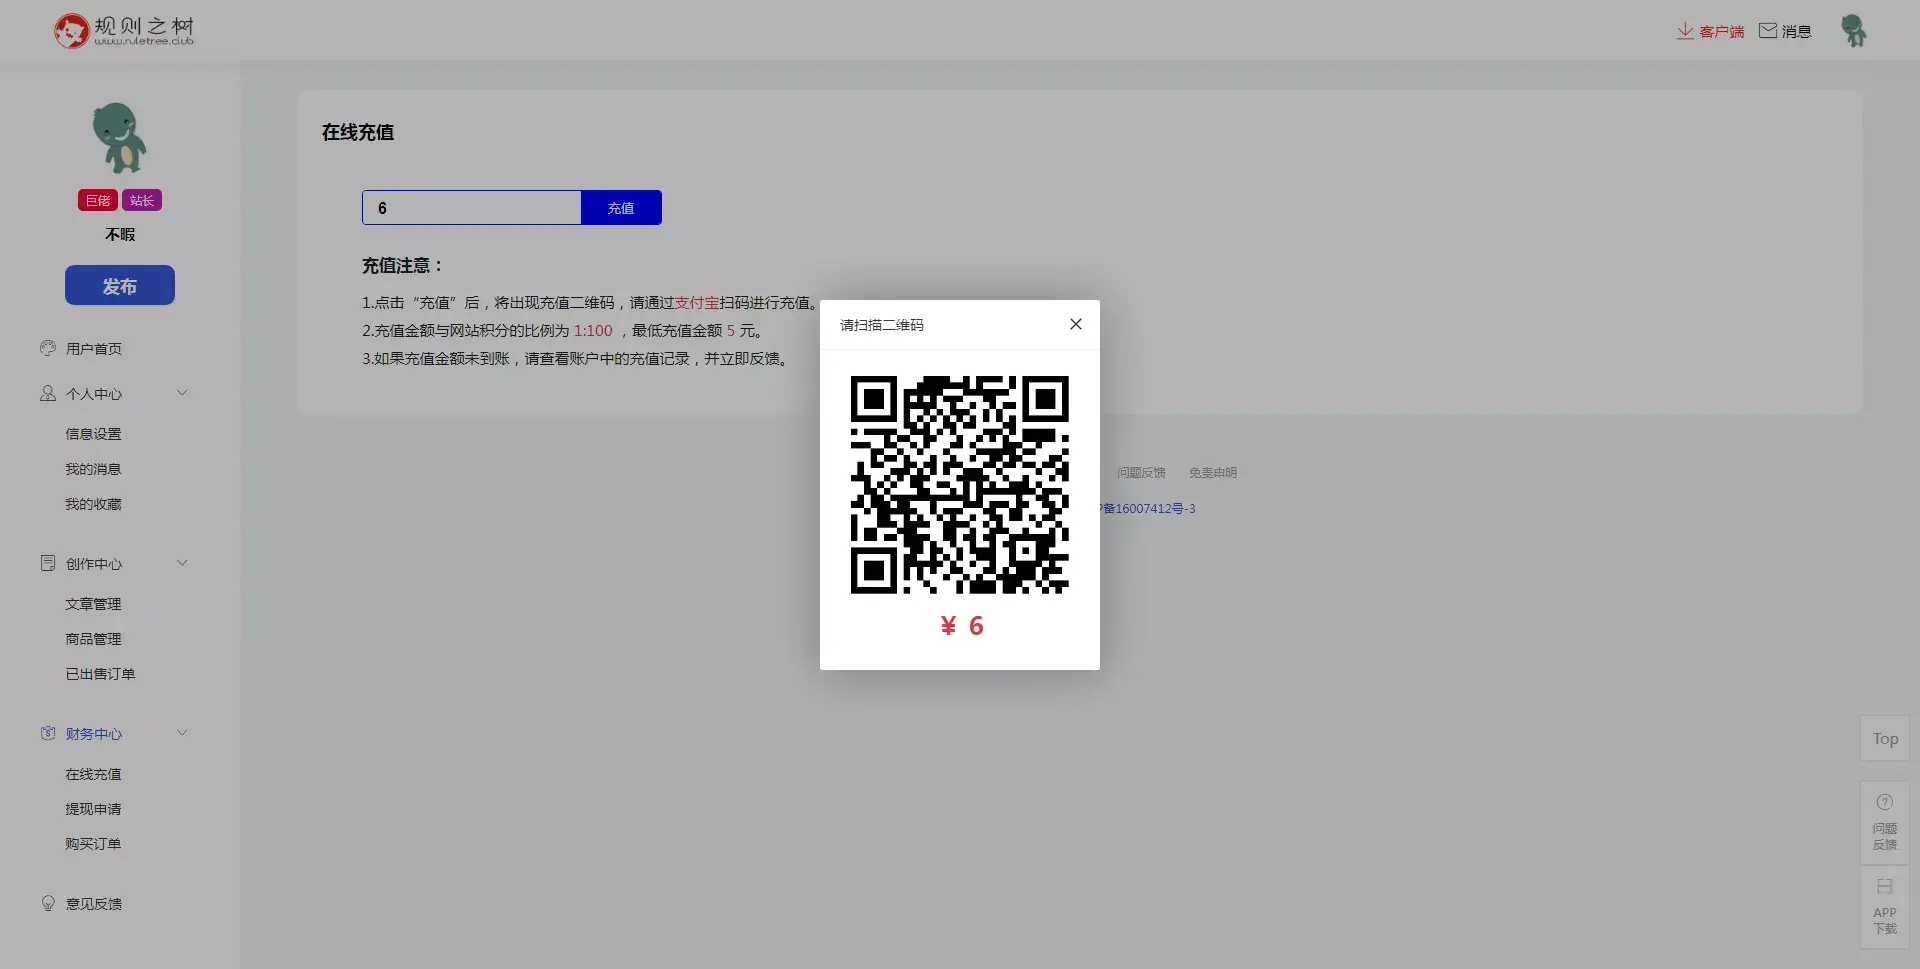 规则之树
www.ruletree.club
客户端
消息
巨佬 站长
不暇
发布
用户首页
个人中心
信息设置
我的消息
我的收藏
创作中心
文章管理
商品管理
已出售订单
财务中心
在线充值
提现申请
购买订单
意见反馈
在线充值
6 充值
充值注意：
1.点击“充值”后，将出现充值二维码，请通过支付宝扫码进行充值。
2.充值金额与网站积分的比例为 1:100 ，最低充值金额 5 元。
3.如果充值金额未到账，请查看账户中的充值记录，并立即反馈。
请扫描二维码
¥ 6
问题反馈 免责申明
备16007412号-3
Top
问题
反馈
APP
下载